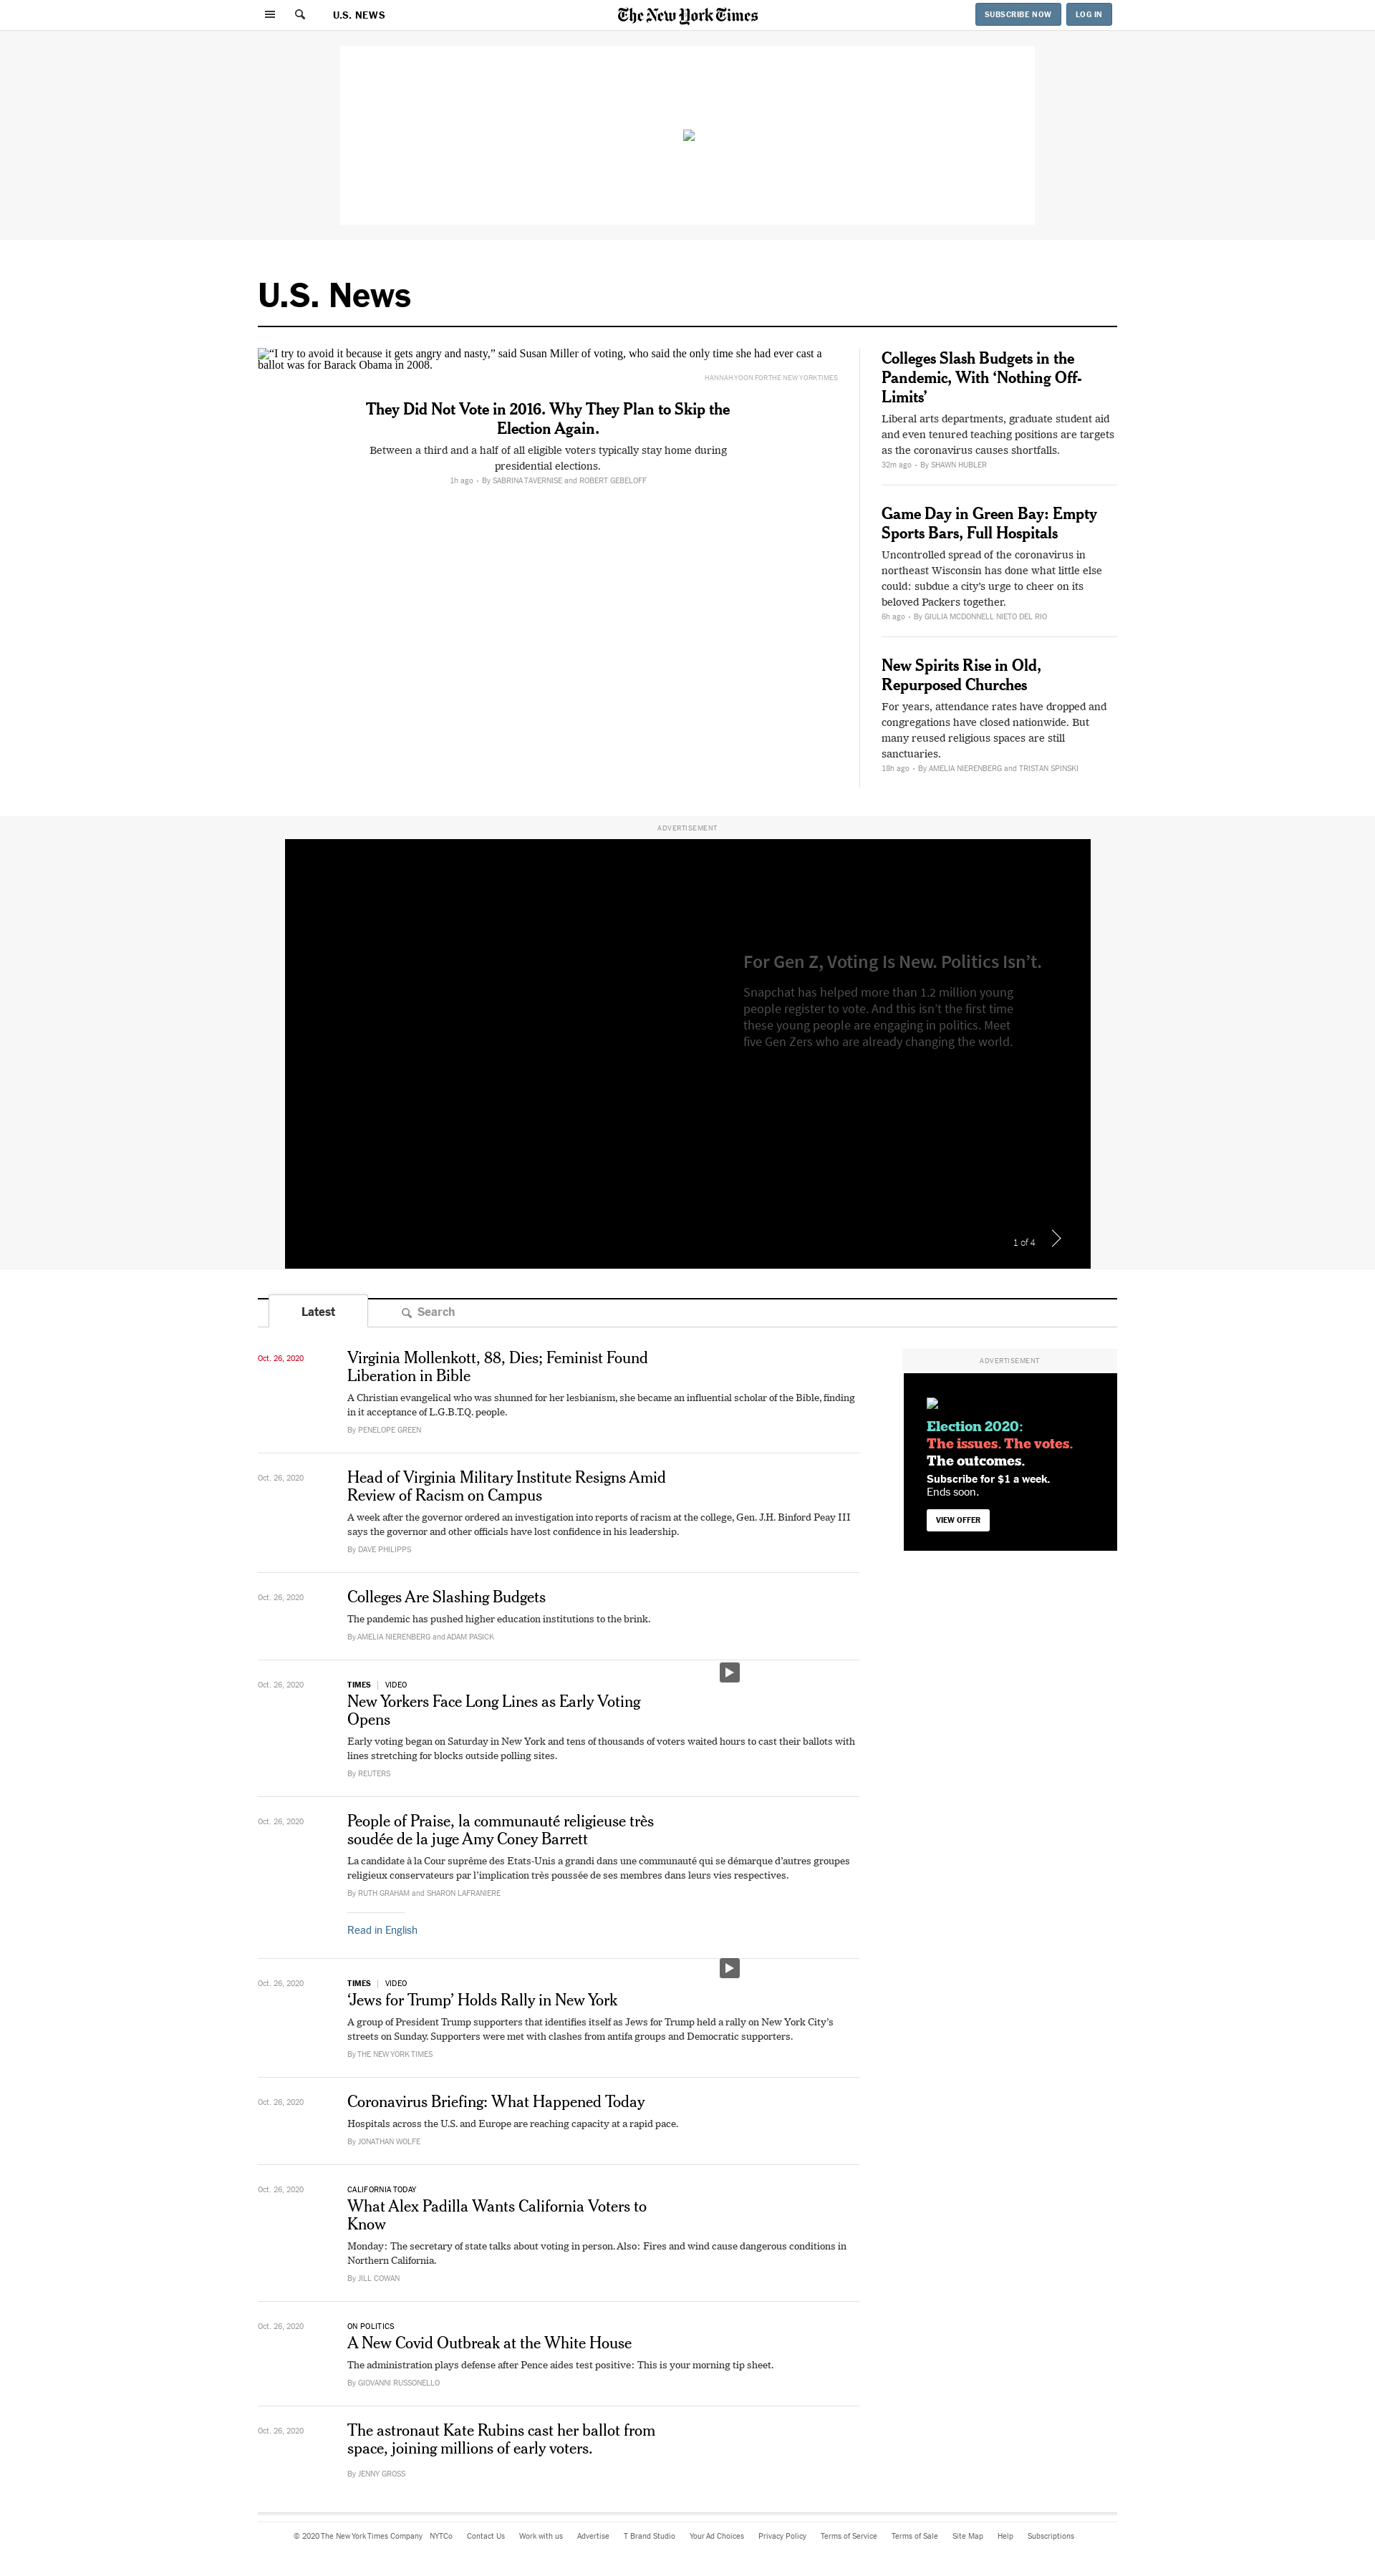 U.S. NEWS
The New York Times
SUBSCRIBE NOW
LOG IN
U.S. News
“I try to avoid it because it gets angry and nasty,” said Susan Miller of voting, who said the only time she had ever cast a
ballot was for Barack Obama in 2008.
HANNAH YOON FOR THE NEW YORK TIMES
They Did Not Vote in 2016. Why They Plan to Skip the
Election Again.
Between a third and a half of all eligible voters typically stay home during
presidential elections.
1h ago • By SABRINA TAVERNISE and ROBERT GEBELOFF
Colleges Slash Budgets in the
Pandemic, With ‘Nothing Off-
Limits’
Liberal arts departments, graduate student aid
and even tenured teaching positions are targets
as the coronavirus causes shortfalls.
32m ago • By SHAWN HUBLER
Game Day in Green Bay: Empty
Sports Bars, Full Hospitals
Uncontrolled spread of the coronavirus in
northeast Wisconsin has done what little else
could: subdue a city’s urge to cheer on its
beloved Packers together.
6h ago • By GIULIA MCDONNELL NIETO DEL RIO
New Spirits Rise in Old,
Repurposed Churches
For years, attendance rates have dropped and
congregations have closed nationwide. But
many reused religious spaces are still
sanctuaries.
18h ago • By AMELIA NIERENBERG and TRISTAN SPINSKI
ADVERTISEMENT
For Gen Z, Voting Is New. Politics Isn’t.
Snapchat has helped more than 1.2 million young
people register to vote. And this isn’t the first time
these young people are engaging in politics. Meet
five Gen Zers who are already changing the world.
1 of 4
Latest
Search
Oct. 26, 2020
Virginia Mollenkott, 88, Dies; Feminist Found
Liberation in Bible
A Christian evangelical who was shunned for her lesbianism, she became an influential scholar of the Bible, finding
in it acceptance of L.G.B.T.Q. people.
By PENELOPE GREEN
ADVERTISEMENT
Election 2020:
The issues. The votes.
The outcomes.
Subscribe for $1 a week.
Ends soon.
VIEW OFFER
Oct. 26, 2020
Head of Virginia Military Institute Resigns Amid
Review of Racism on Campus
A week after the governor ordered an investigation into reports of racism at the college, Gen. J.H. Binford Peay III
says the governor and other officials have lost confidence in his leadership.
By DAVE PHILIPPS
Oct. 26, 2020
Colleges Are Slashing Budgets
The pandemic has pushed higher education institutions to the brink.
By AMELIA NIERENBERG and ADAM PASICK
Oct. 26, 2020
TIMES | VIDEO
New Yorkers Face Long Lines as Early Voting
Opens
Early voting began on Saturday in New York and tens of thousands of voters waited hours to cast their ballots with
lines stretching for blocks outside polling sites.
By REUTERS
Oct. 26, 2020
People of Praise, la communauté religieuse très
soudée de la juge Amy Coney Barrett
La candidate à la Cour suprême des Etats-Unis a grandi dans une communauté qui se démarque d’autres groupes
religieux conservateurs par l’implication très poussée de ses membres dans leurs vies respectives.
By RUTH GRAHAM and SHARON LAFRANIERE
Read in English
Oct. 26, 2020
TIMES | VIDEO
‘Jews for Trump’ Holds Rally in New York
A group of President Trump supporters that identifies itself as Jews for Trump held a rally on New York City’s
streets on Sunday. Supporters were met with clashes from antifa groups and Democratic supporters.
By THE NEW YORK TIMES
Oct. 26, 2020
Coronavirus Briefing: What Happened Today
Hospitals across the U.S. and Europe are reaching capacity at a rapid pace.
By JONATHAN WOLFE
Oct. 26, 2020
CALIFORNIA TODAY
What Alex Padilla Wants California Voters to
Know
Monday: The secretary of state talks about voting in person. Also: Fires and wind cause dangerous conditions in
Northern California.
By JILL COWAN
Oct. 26, 2020
ON POLITICS
A New Covid Outbreak at the White House
The administration plays defense after Pence aides test positive: This is your morning tip sheet.
By GIOVANNI RUSSONELLO
Oct. 26, 2020
The astronaut Kate Rubins cast her ballot from
space, joining millions of early voters.
By JENNY GROSS
© 2020 The New York Times Company NYTCo Contact Us Work with us Advertise T Brand Studio Your Ad Choices Privacy Policy Terms of Service Terms of Sale Site Map Help Subscriptions